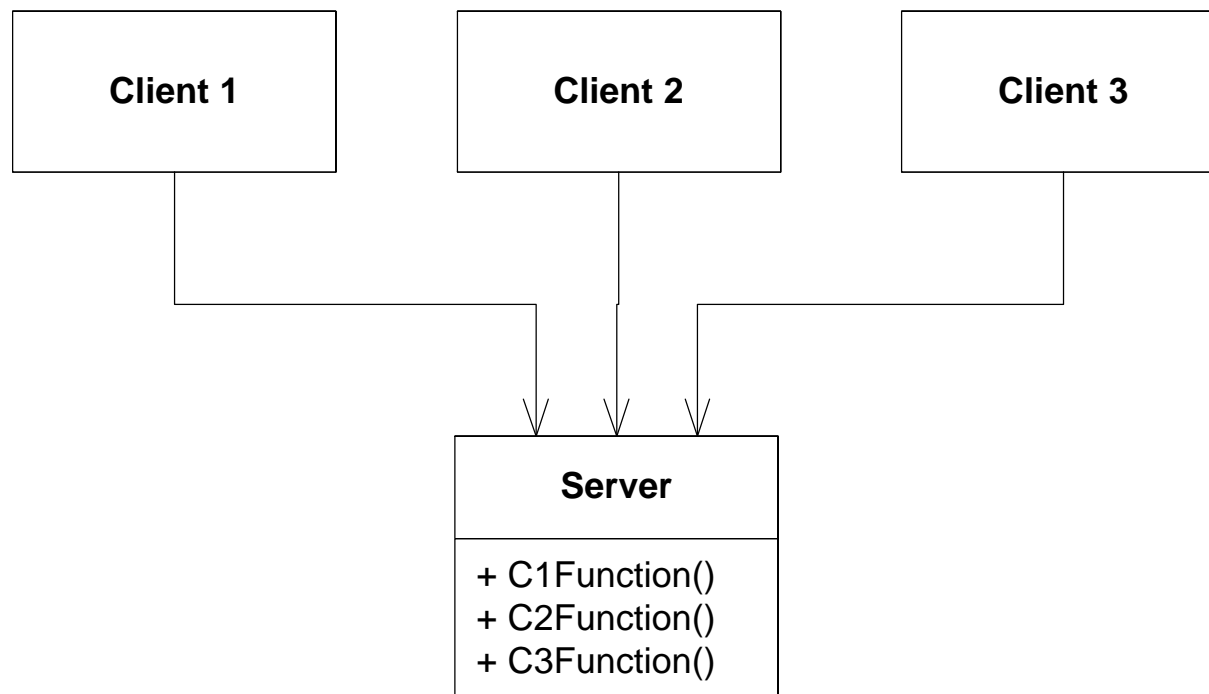 Client 1
Client 2
Client 3
Server
+ C1Function()
+ C2Function()
+ C3Function()